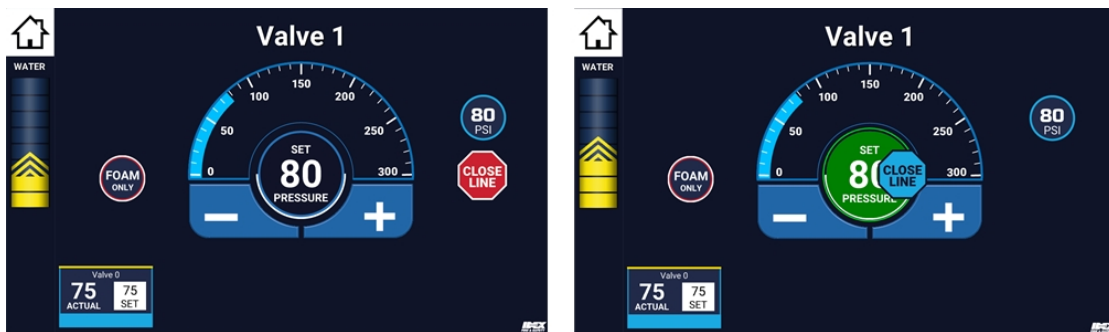 Valve 1
WATER
0
50
100
150
200
250
300
SET
80
PRESSURE
80
PSI
FOAM
ONLY
CLOSE
LINE
Valve 0
75
ACTUAL
75
SET
IDEX
Valve 1
WATER
0
50
100
150
200
250
300
SET
PRESSURE
CLOSE
LINE
80
PSI
FOAM
ONLY
Valve 0
75
ACTUAL
75
SET
IDEX